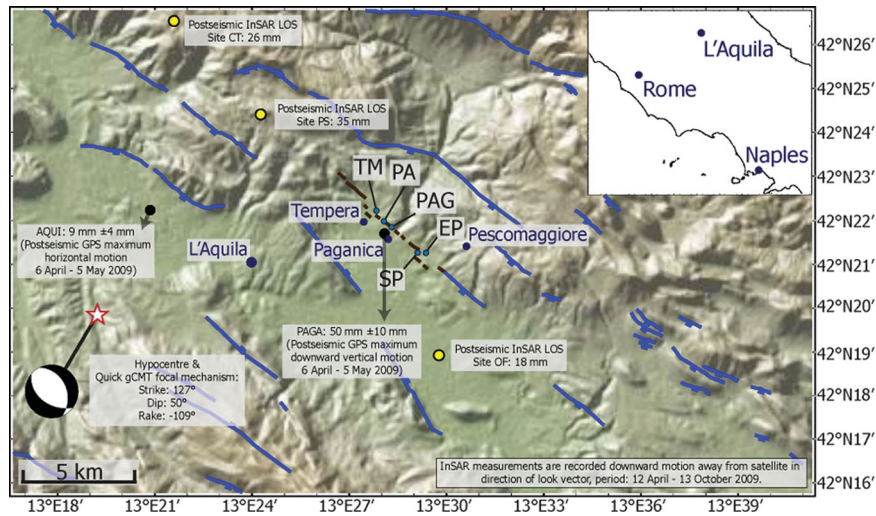 Postseismic InSAR LOS
Site CT: 26 mm
Postseismic InSAR LOS
Site PS: 35 mm
L'Aquila
Rome
Naples
42°N26'
42°N25'
42°N24'
42°N23'
42°N22'
42°N21'
42°N20'
42°N19'
42°N18'
42°N17'
42°N16'
TM
PA
PAG
EP
SP
Tempera
Paganica
Pescomaggiore
L'Aquila
AQUI: 9 mm ±4 mm
(Postseismic GPS maximum
horizontal motion
6 April - 5 May 2009)
PAGA: 50 mm ±10 mm
(Postseismic GPS maximum
downward vertical motion
6 April - 5 May 2009)
Postseismic InSAR LOS
Site OF: 18 mm
Hypocentre &
Quick gCMT focal mechanism:
Strike: 127°
Dip: 50°
Rake: -109°
5 km
InSAR measurements are recorded downward motion away from satellite in
direction of look vector, period: 12 April - 13 October 2009.
13°E18'
13°E21'
13°E24'
13°E27'
13°E28'
13°E30'
13°E33'
13°E36'
13°E39'